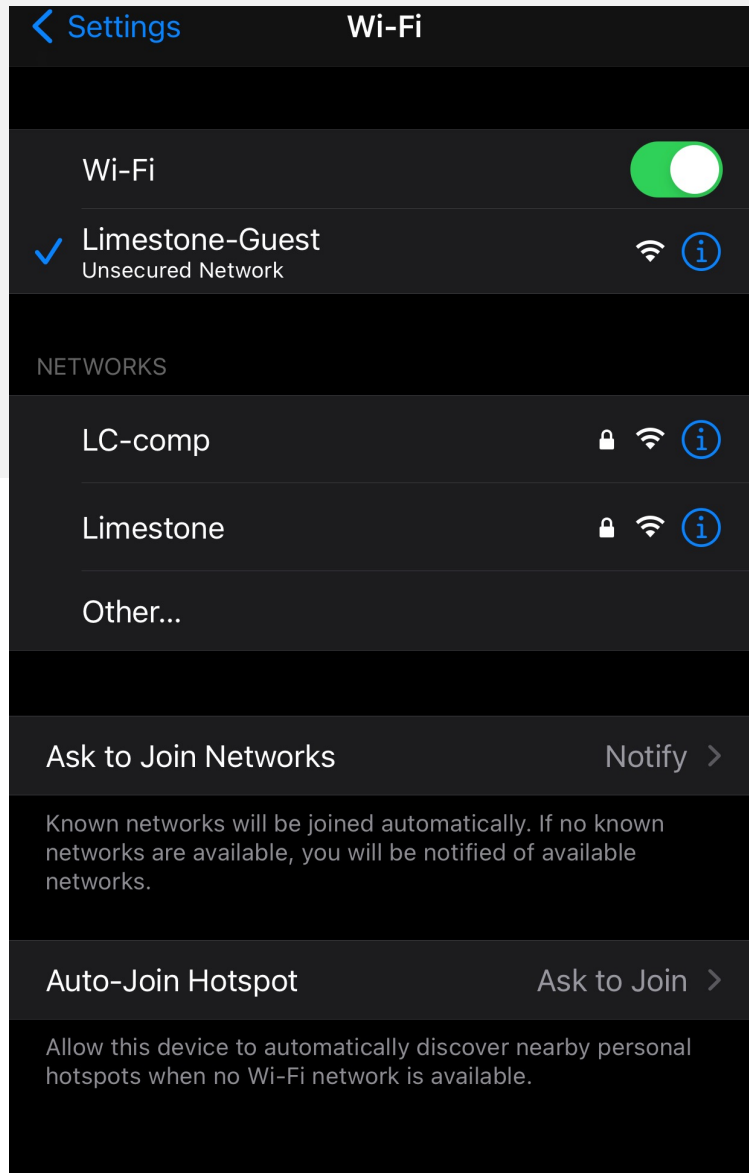 Settings
Wi-Fi
Wi-Fi
Limestone-Guest
Unsecured Network
NETWORKS
LC-comp
Limestone
Other...
Ask to Join Networks Notify
Known networks will be joined automatically. If no known
networks are available, you will be notified of available
networks.
Auto-Join Hotspot Ask to Join
Allow this device to automatically discover nearby personal
hotspots when no Wi-Fi network is available.